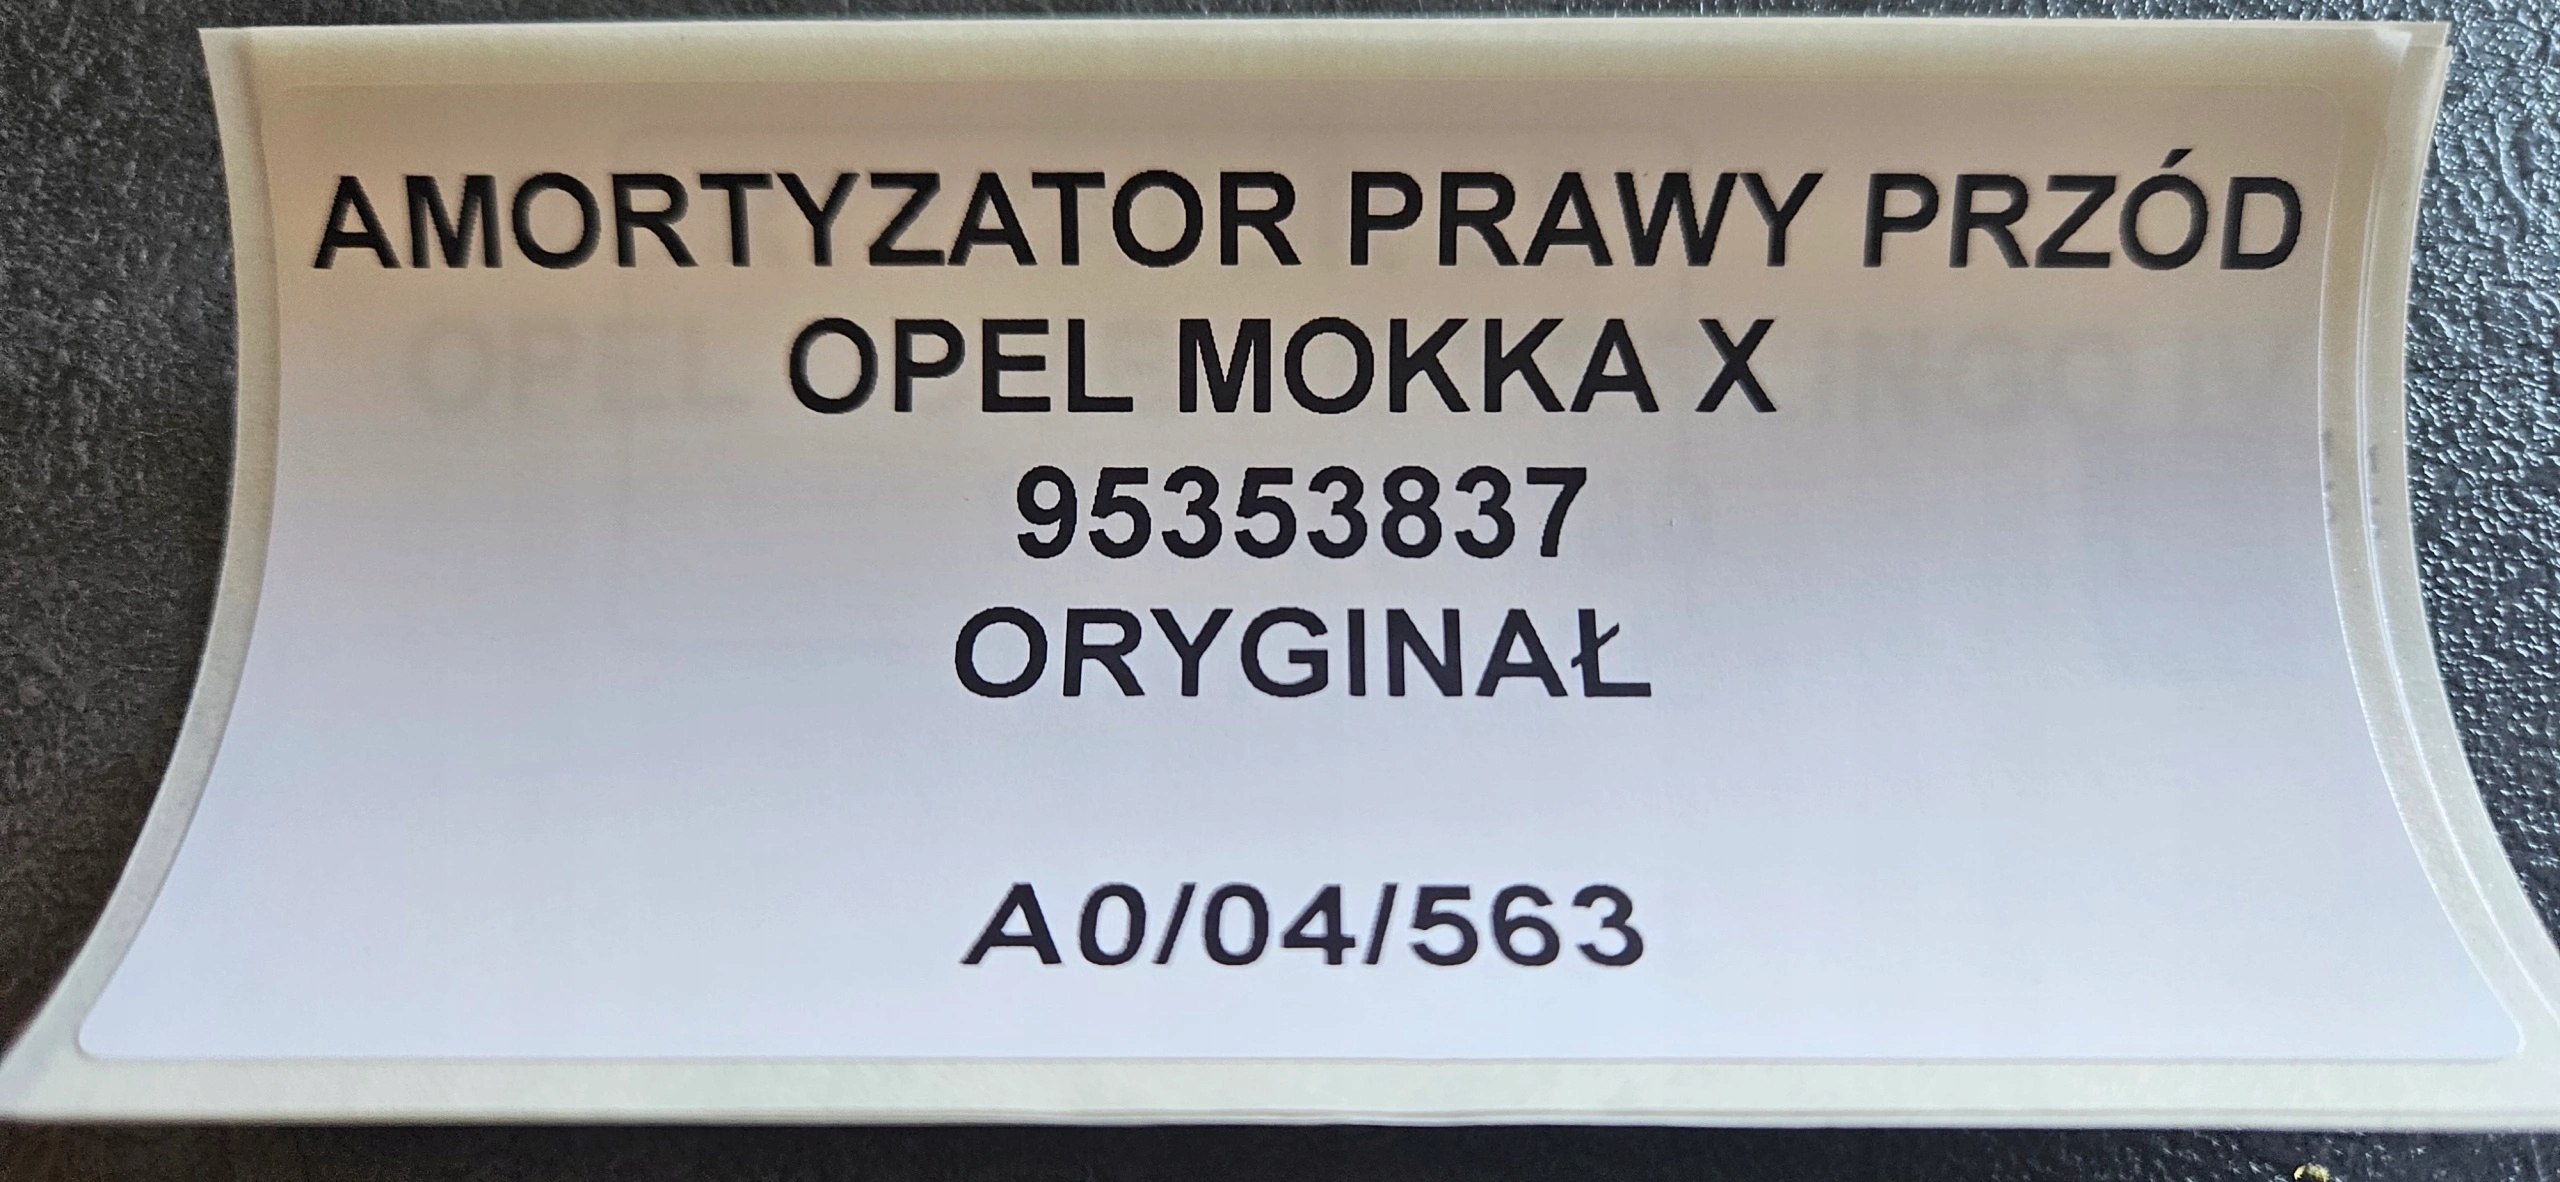 AMORTYZATOR PRAWY PRZÓD
OPEL MOKKA X
95353837
ORYGINAŁ
A0/04/563